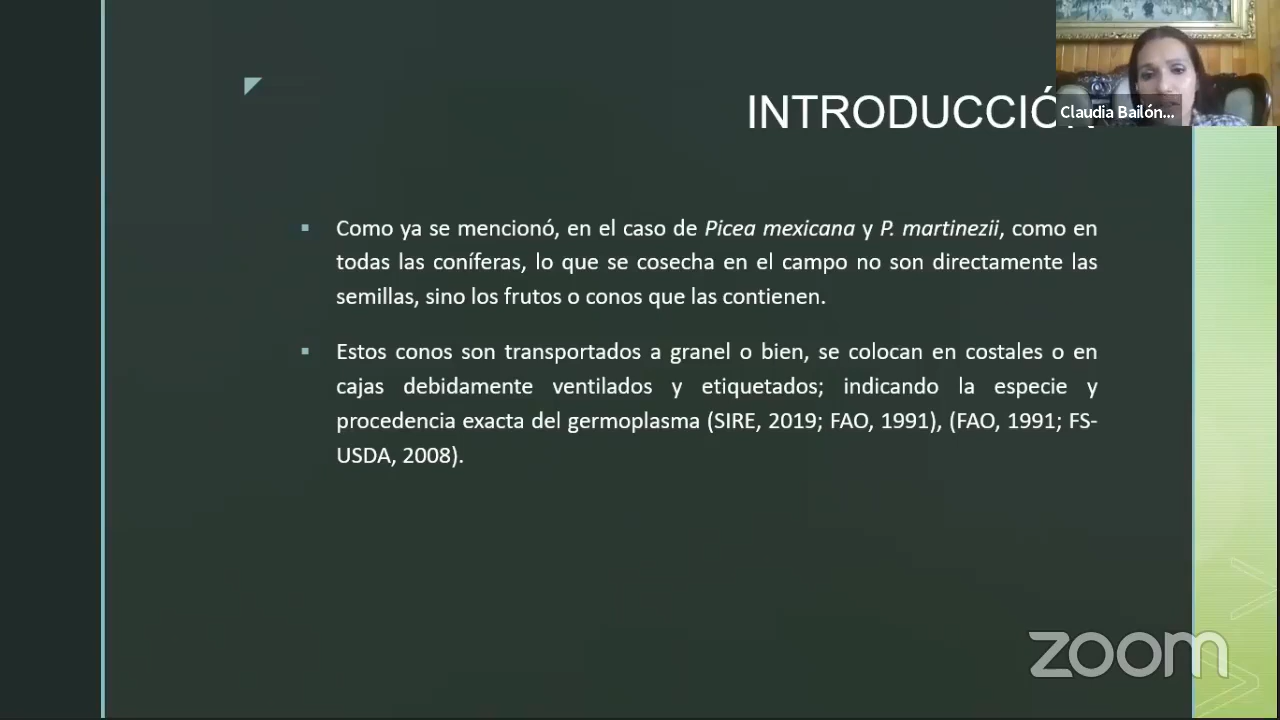 INTRODUCCIÓN
Claudia Bailón...
▪ Como ya se mencionó, en el caso de Picea mexicana y P. martinezii, como en
todas las coníferas, lo que se cosecha en el campo no son directamente las
semillas, sino los frutos o conos que las contienen.
▪ Estos conos son transportados a granel o bien, se colocan en costales o en
cajas debidamente ventilados y etiquetados; indicando la especie y
procedencia exacta del germoplasma (SIRE, 2019; FAO, 1991), (FAO, 1991; FS-
USDA, 2008).
zoom